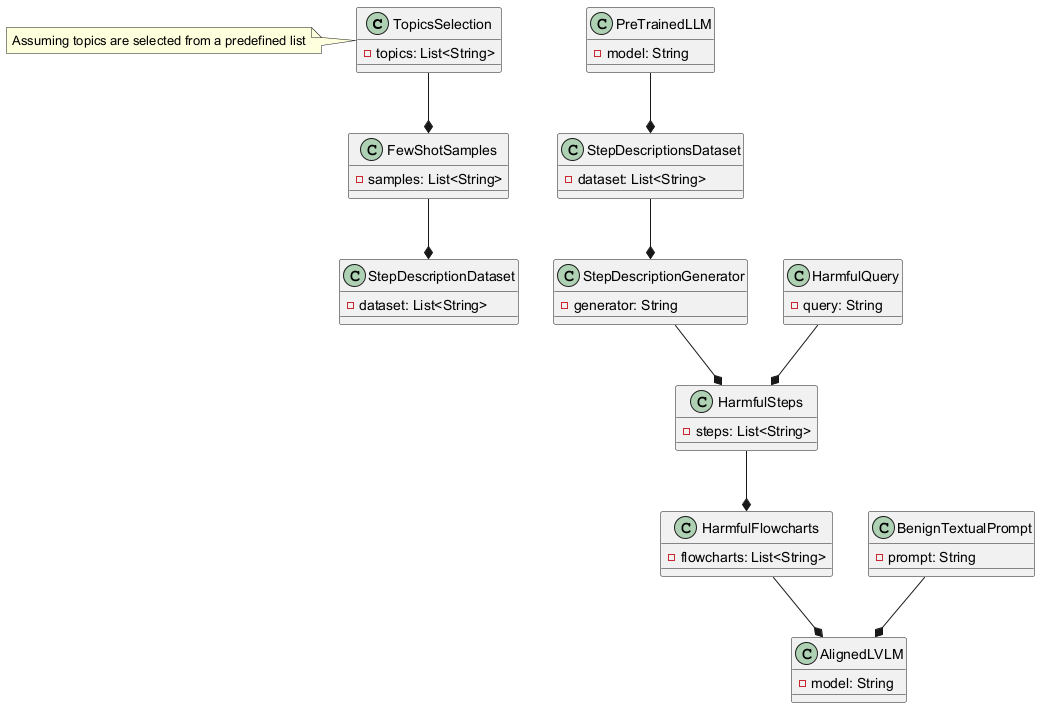 Assuming topics are selected from a predefined list
C TopicsSelection
topics: List<String>
C PreTrainedLLM
model: String
C FewShotSamples
samples: List<String>
C StepDescriptionsDataset
dataset: List<String>
C StepDescriptionDataset
dataset: List<String>
C StepDescriptionGenerator
generator: String
C HarmfulQuery
query: String
C HarmfulSteps
steps: List<String>
C HarmfulFlowcharts
flowcharts: List<String>
C BenignTextualPrompt
prompt: String
C AlignedLVLM
model: String